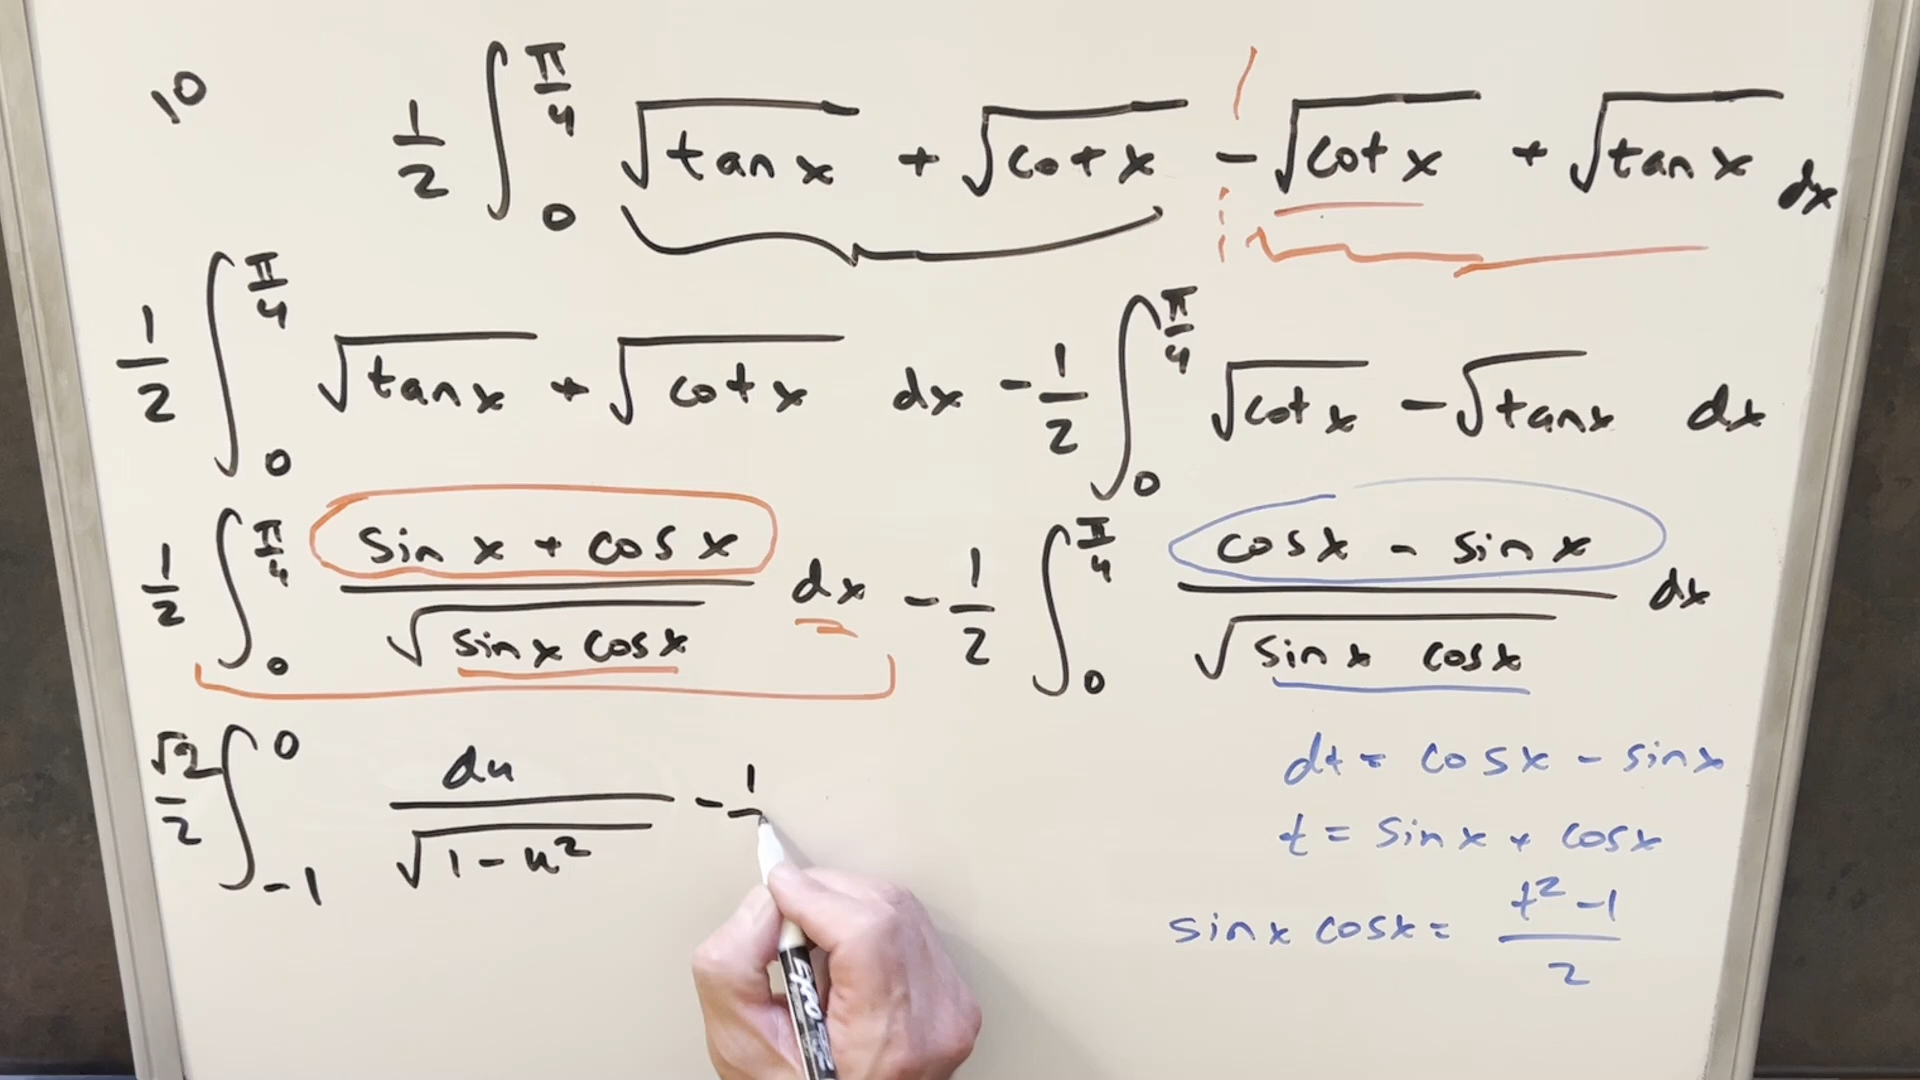 10
1/2 ∫_0^{π/4} √(tan x) + √(cot x) - √(cot x) + √(tan x) dx
1/2 ∫_0^{π/4} √(tan x) + √(cot x) dx - 1/2 ∫_0^{π/4} √(cot x) - √(tan x) dx
1/2 ∫_0^{π/4} (sin x + cos x)/√(sin x cos x) dx - 1/2 ∫_0^{π/4} (cos x - sin x)/√(sin x cos x) dx
√2/2 ∫_{-1}^0 du/√(1-u²) - 1/
dt = cos x - sin x
t = sin x + cos x
sin x cos x = (t² - 1)/2
EXPO